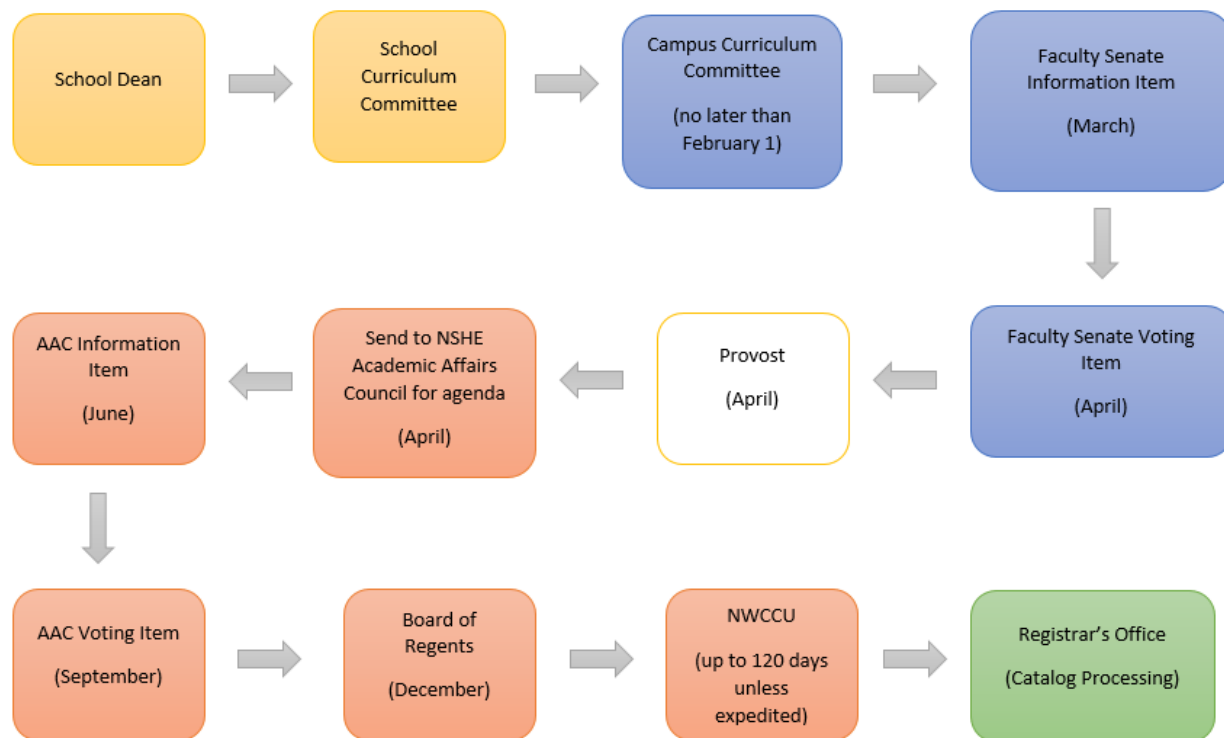 School Dean
School
Curriculum
Committee
Campus Curriculum
Committee
(no later than
February 1)
Faculty Senate
Information Item
(March)
Faculty Senate Voting
Item
(April)
Provost
(April)
Send to NSHE
Academic Affairs
Council for agenda
(April)
AAC Information
Item
(June)
AAC Voting Item
(September)
Board of
Regents
(December)
NWCCU
(up to 120 days
unless
expedited)
Registrar’s Office
(Catalog Processing)